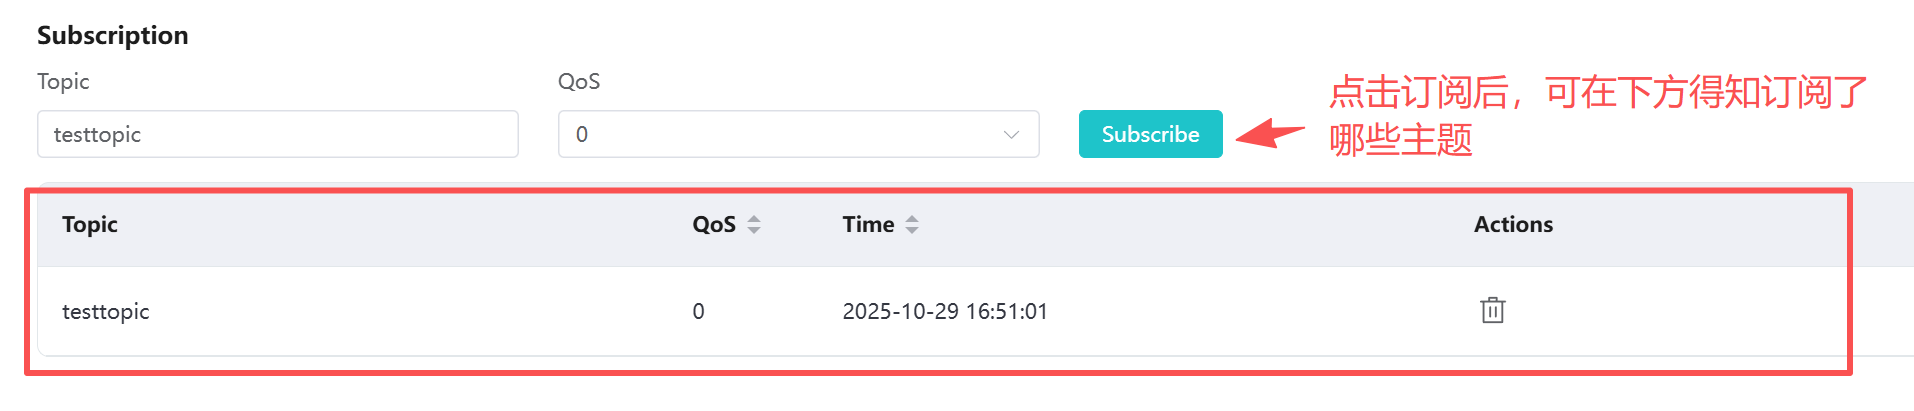 Subscription
Topic
QoS
testtopic
0
Subscribe
点击订阅后，可在下方得知订阅了
哪些主题
Topic
QoS
Time
Actions
testtopic
0
2025-10-29 16:51:01